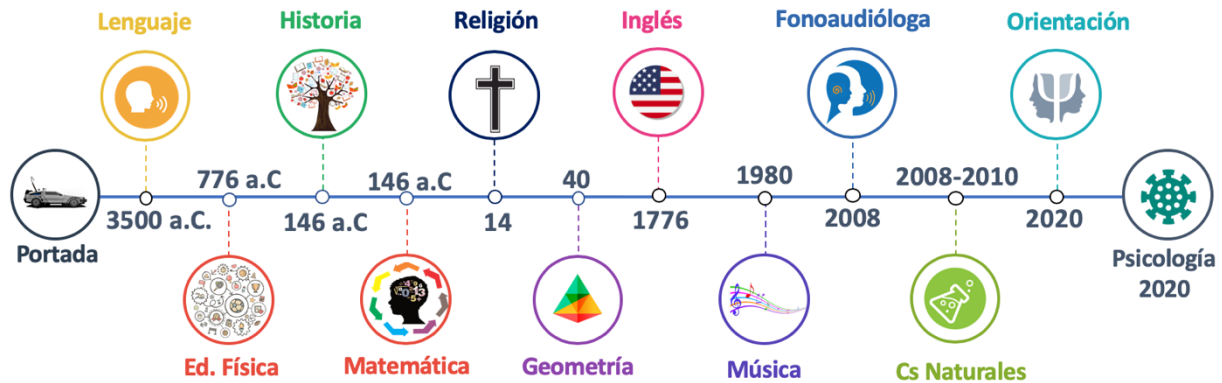 Lenguaje
Historia
Religión
Inglés
Fonoaudióloga
Orientación
776 a.C
146 a.C
40
1980
2008-2010
3500 a.C.
146 a.C
14
1776
2008
2020
Portada
Psicología
2020
Ed. Física
Matemática
Geometría
Música
Cs Naturales